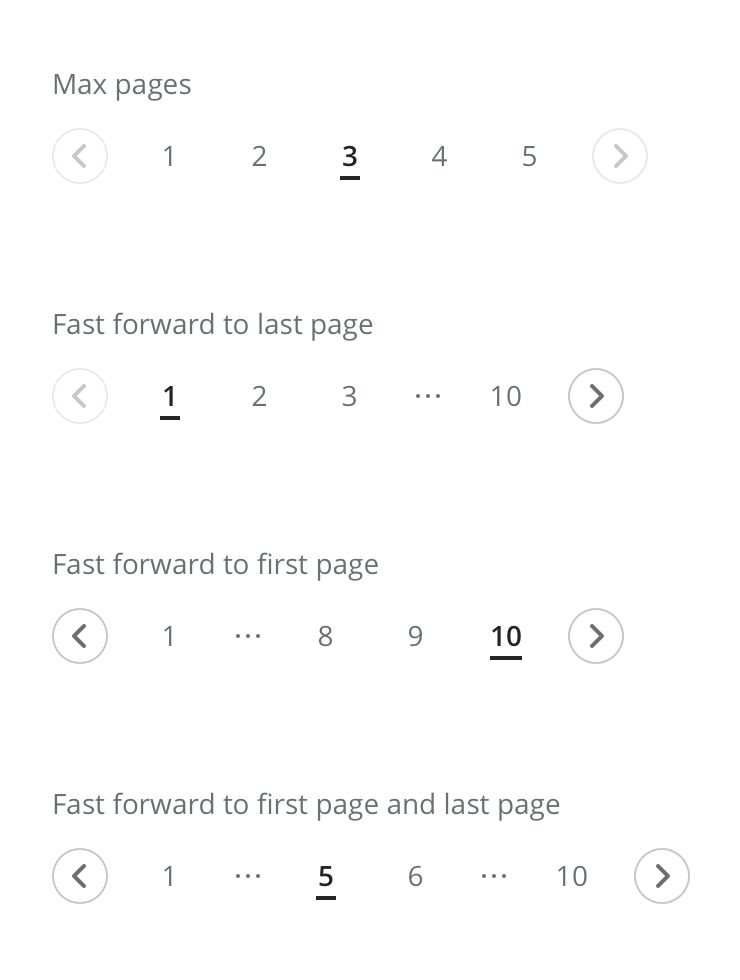 Max pages
1 2 3 4 5
Fast forward to last page
1 2 3 ... 10
Fast forward to first page
1 ... 8 9 10
Fast forward to first page and last page
1 ... 5 6 ... 10